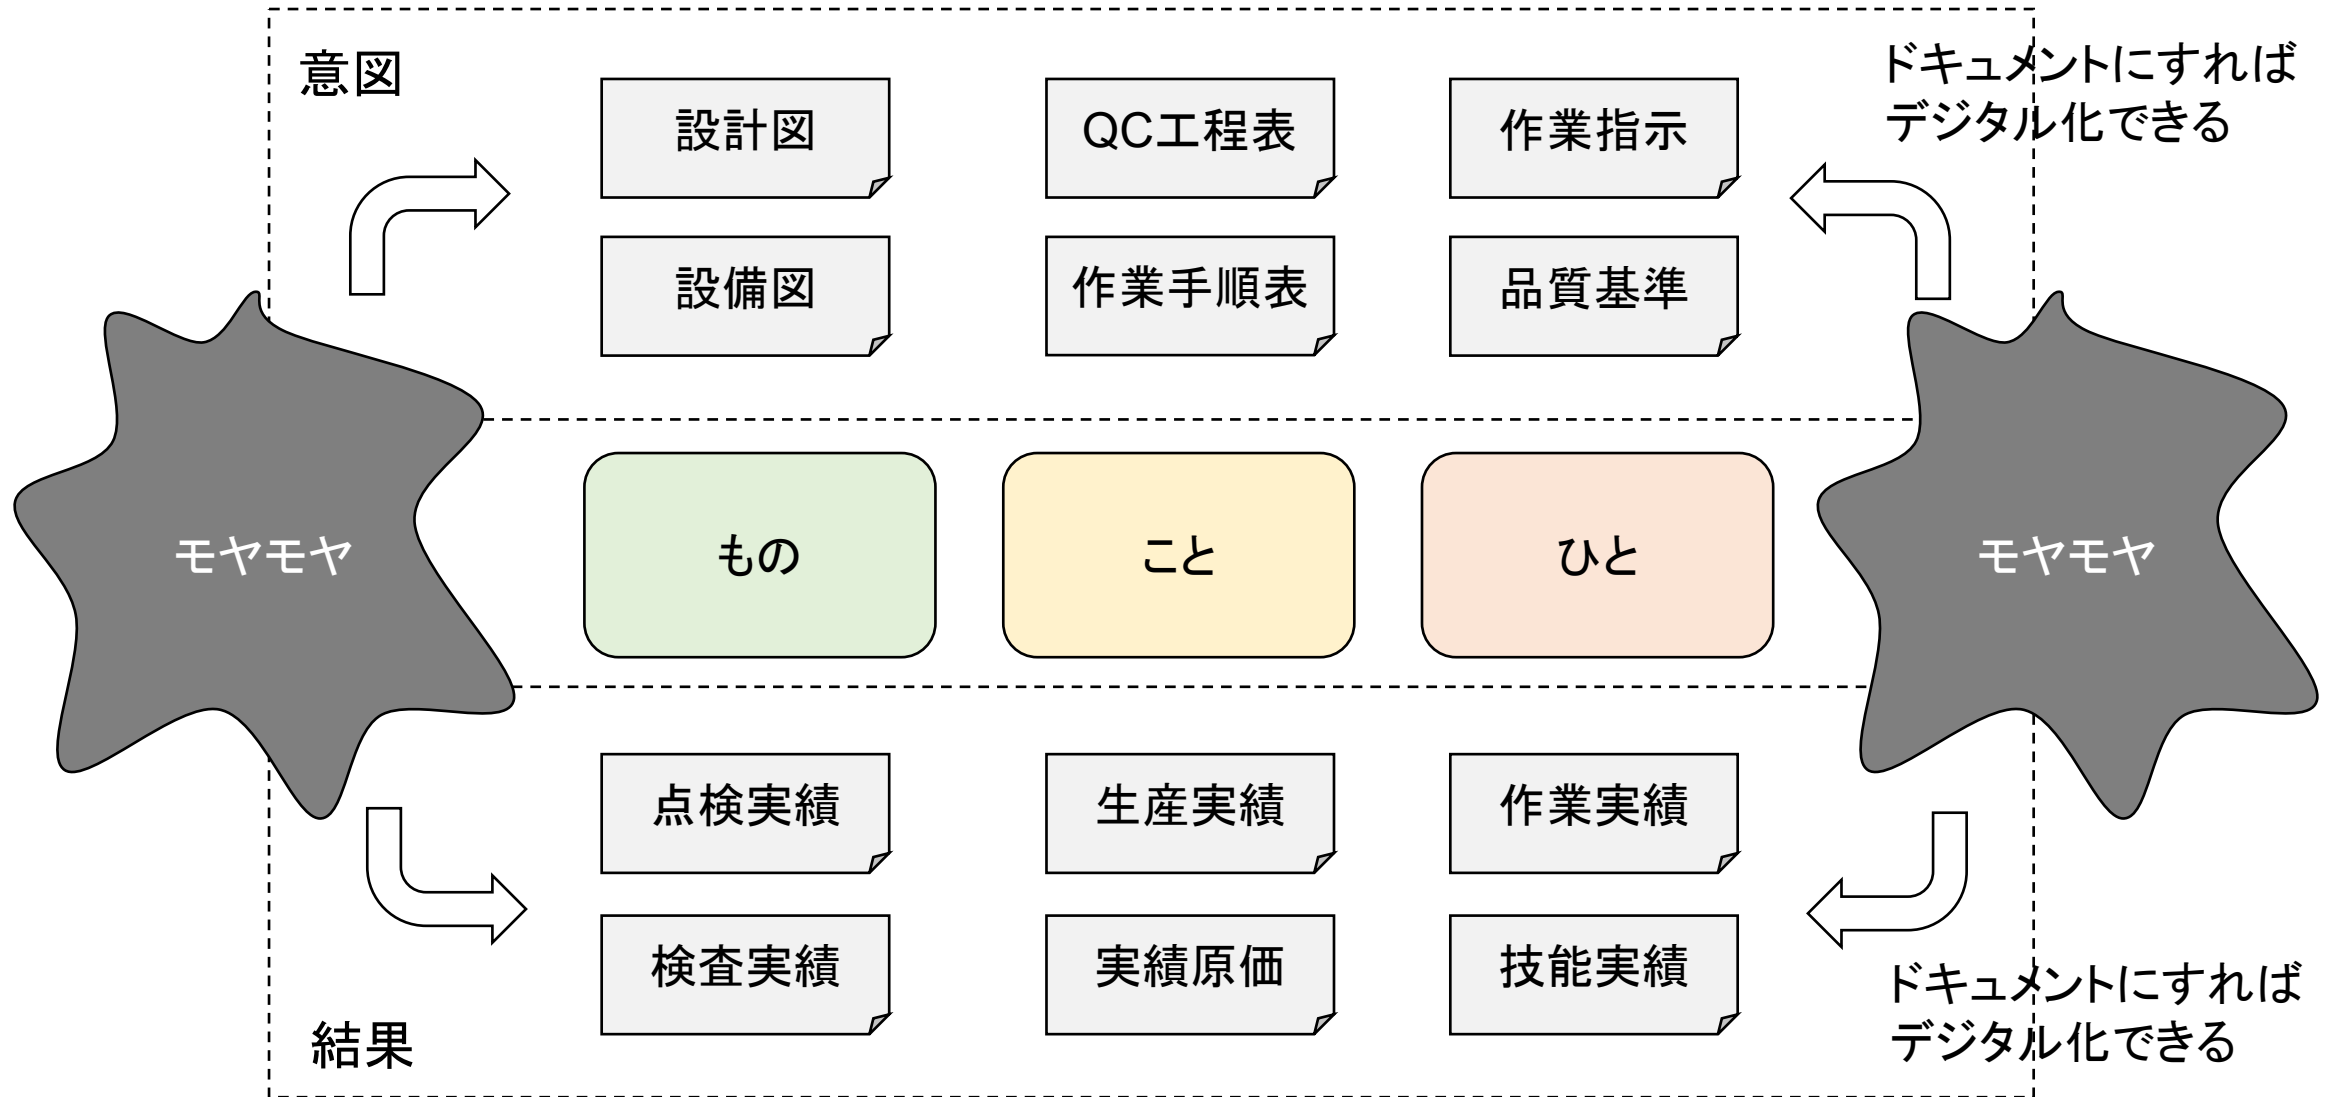 意図
ドキュメントにすれば
デジタル化できる
設計図
QC工程表
作業指示
設備図
作業手順表
品質基準
モヤモヤ
もの
こと
ひと
モヤモヤ
点検実績
生産実績
作業実績
検査実績
実績原価
技能実績
結果
ドキュメントにすれば
デジタル化できる